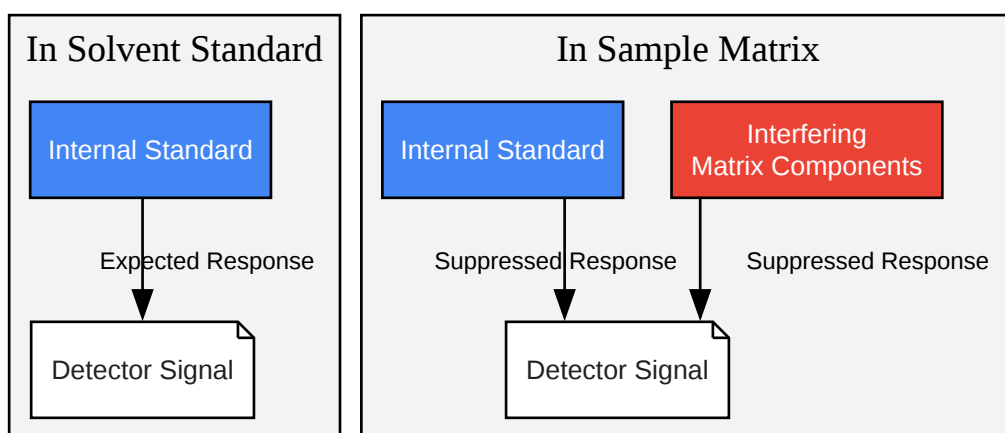 In Solvent Standard
Internal Standard
Expected Response
Detector Signal
In Sample Matrix
Internal Standard
Interfering
Matrix Components
Suppressed Response
Suppressed Response
Detector Signal